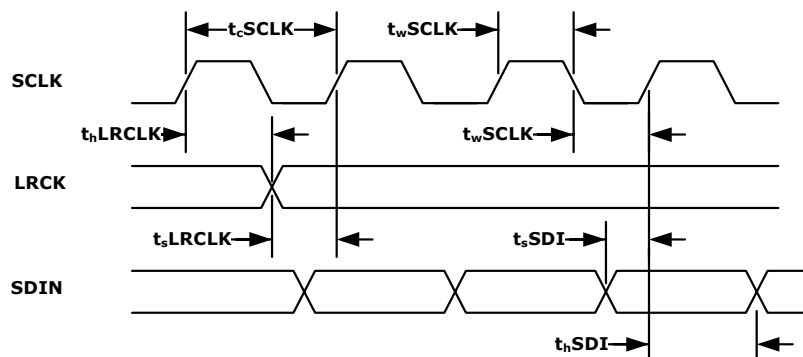 tcSCLK twSCLK
SCLK
thLRCLK twSCLK
LRCK
tsLRCLK tsSDI
SDIN
thSDI